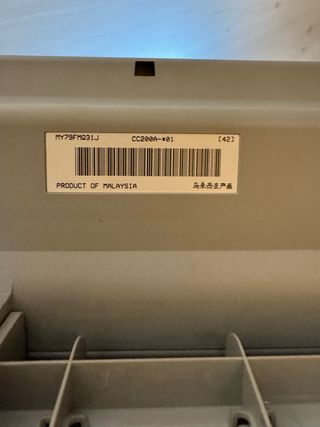 MY79FMQ31J CC200A-*01 [42]
PRODUCT OF MALAYSIA 马来西亚产品